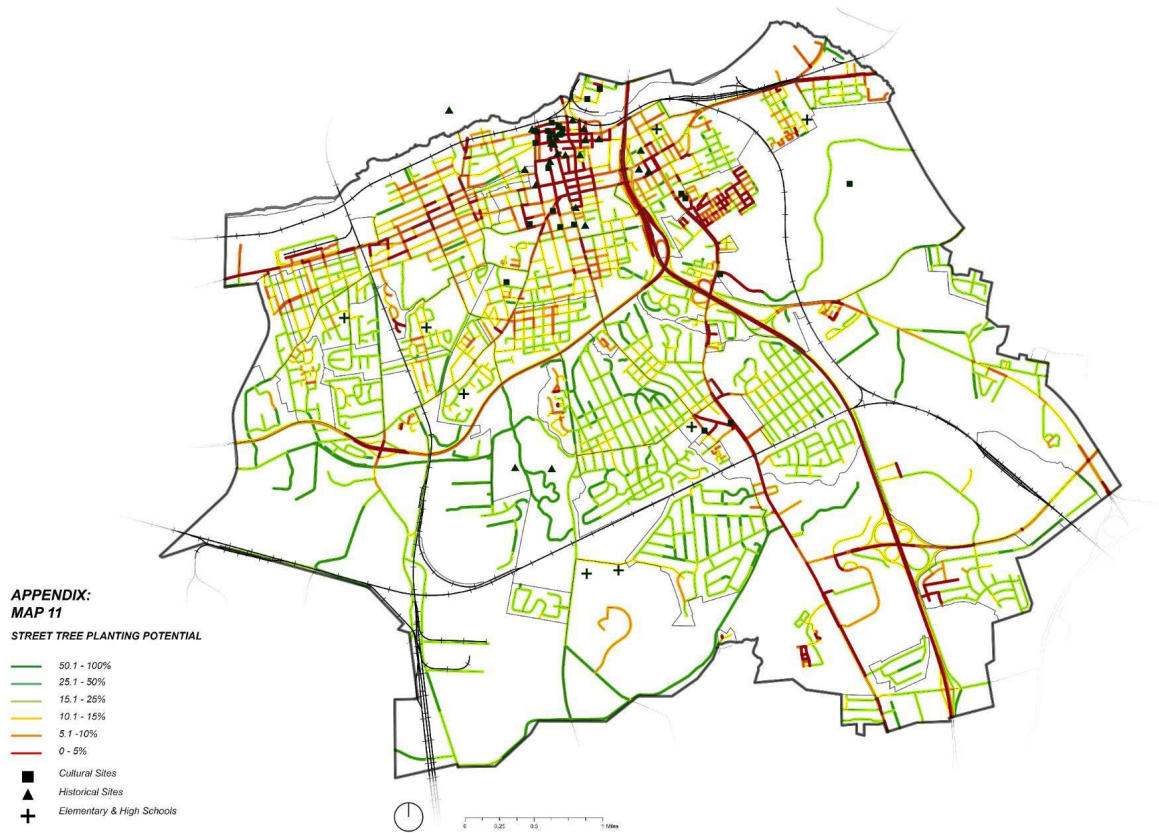 APPENDIX:
MAP 11
STREET TREE PLANTING POTENTIAL
50.1 - 100%
25.1 - 50%
15.1 - 25%
10.1 - 15%
5.1 -10%
0 - 5%
Cultural Sites
Historical Sites
Elementary & High Schools
0 0.25 0.5 1 Miles